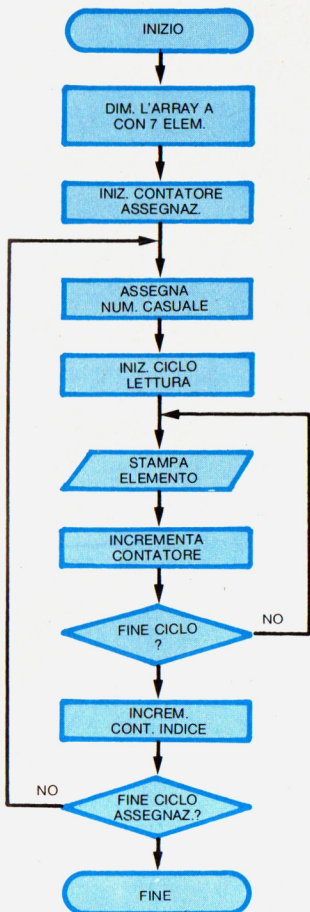 INIZIO
DIM. L'ARRAY A
CON 7 ELEM.
INIZ. CONTATORE
ASSEGNAZ.
ASSEGNA
NUM. CASUALE
INIZ. CICLO
LETTURA
STAMPA
ELEMENTO
INCREMENTA
CONTATORE
FINE CICLO
?
NO
INCREM.
CONT. INDICE
NO
FINE CICLO
ASSEGNAZ.?
FINE